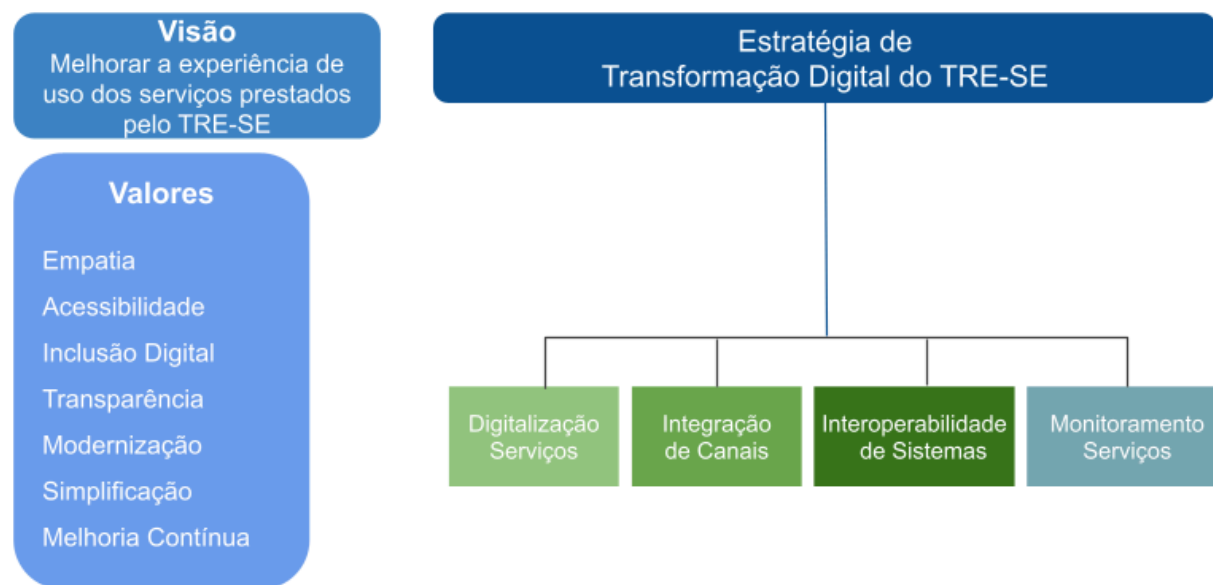 Visão
Melhorar a experiência de
uso dos serviços prestados
pelo TRE-SE
Valores
Empatia
Acessibilidade
Inclusão Digital
Transparência
Modernização
Simplificação
Melhoria Contínua
Estratégia de
Transformação Digital do TRE-SE
Digitalização
Serviços
Integração
de Canais
Interoperabilidade
de Sistemas
Monitoramento
Serviços